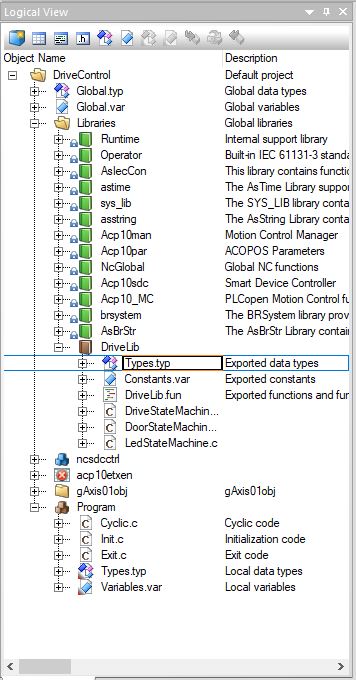 Logical View
.h
Object Name Description
DriveControl Default project
Global.typ Global data types
Global.var Global variables
Libraries Global libraries
Runtime Internal support library
Operator Built-in IEC 61131-3 standa
AsIecCon This library contains functi
astime The AsTime Library suppor
sys_lib The SYS_LIB library conta
asstring The AsString Library contai
Acp10man Motion Control Manager
Acp10par ACOPOS Parameters
NcGlobal Global NC functions
Acp10sdc Smart Device Controller
Acp10_MC PLCopen Motion Control fu
brsystem The BRSystem library prov
AsBrStr The AsBrStr Library contain
DriveLib
Types.typ Exported data types
Constants.var Exported constants
DriveLib.fun Exported functions and fun
DriveStateMachin...
DoorStateMachin...
LedStateMachine.c
ncsdcctrl
acp10etxen
gAxis01obj gAxis01obj
Program
Cyclic.c Cyclic code
Init.c Initialization code
Exit.c Exit code
Types.typ Local data types
Variables.var Local variables